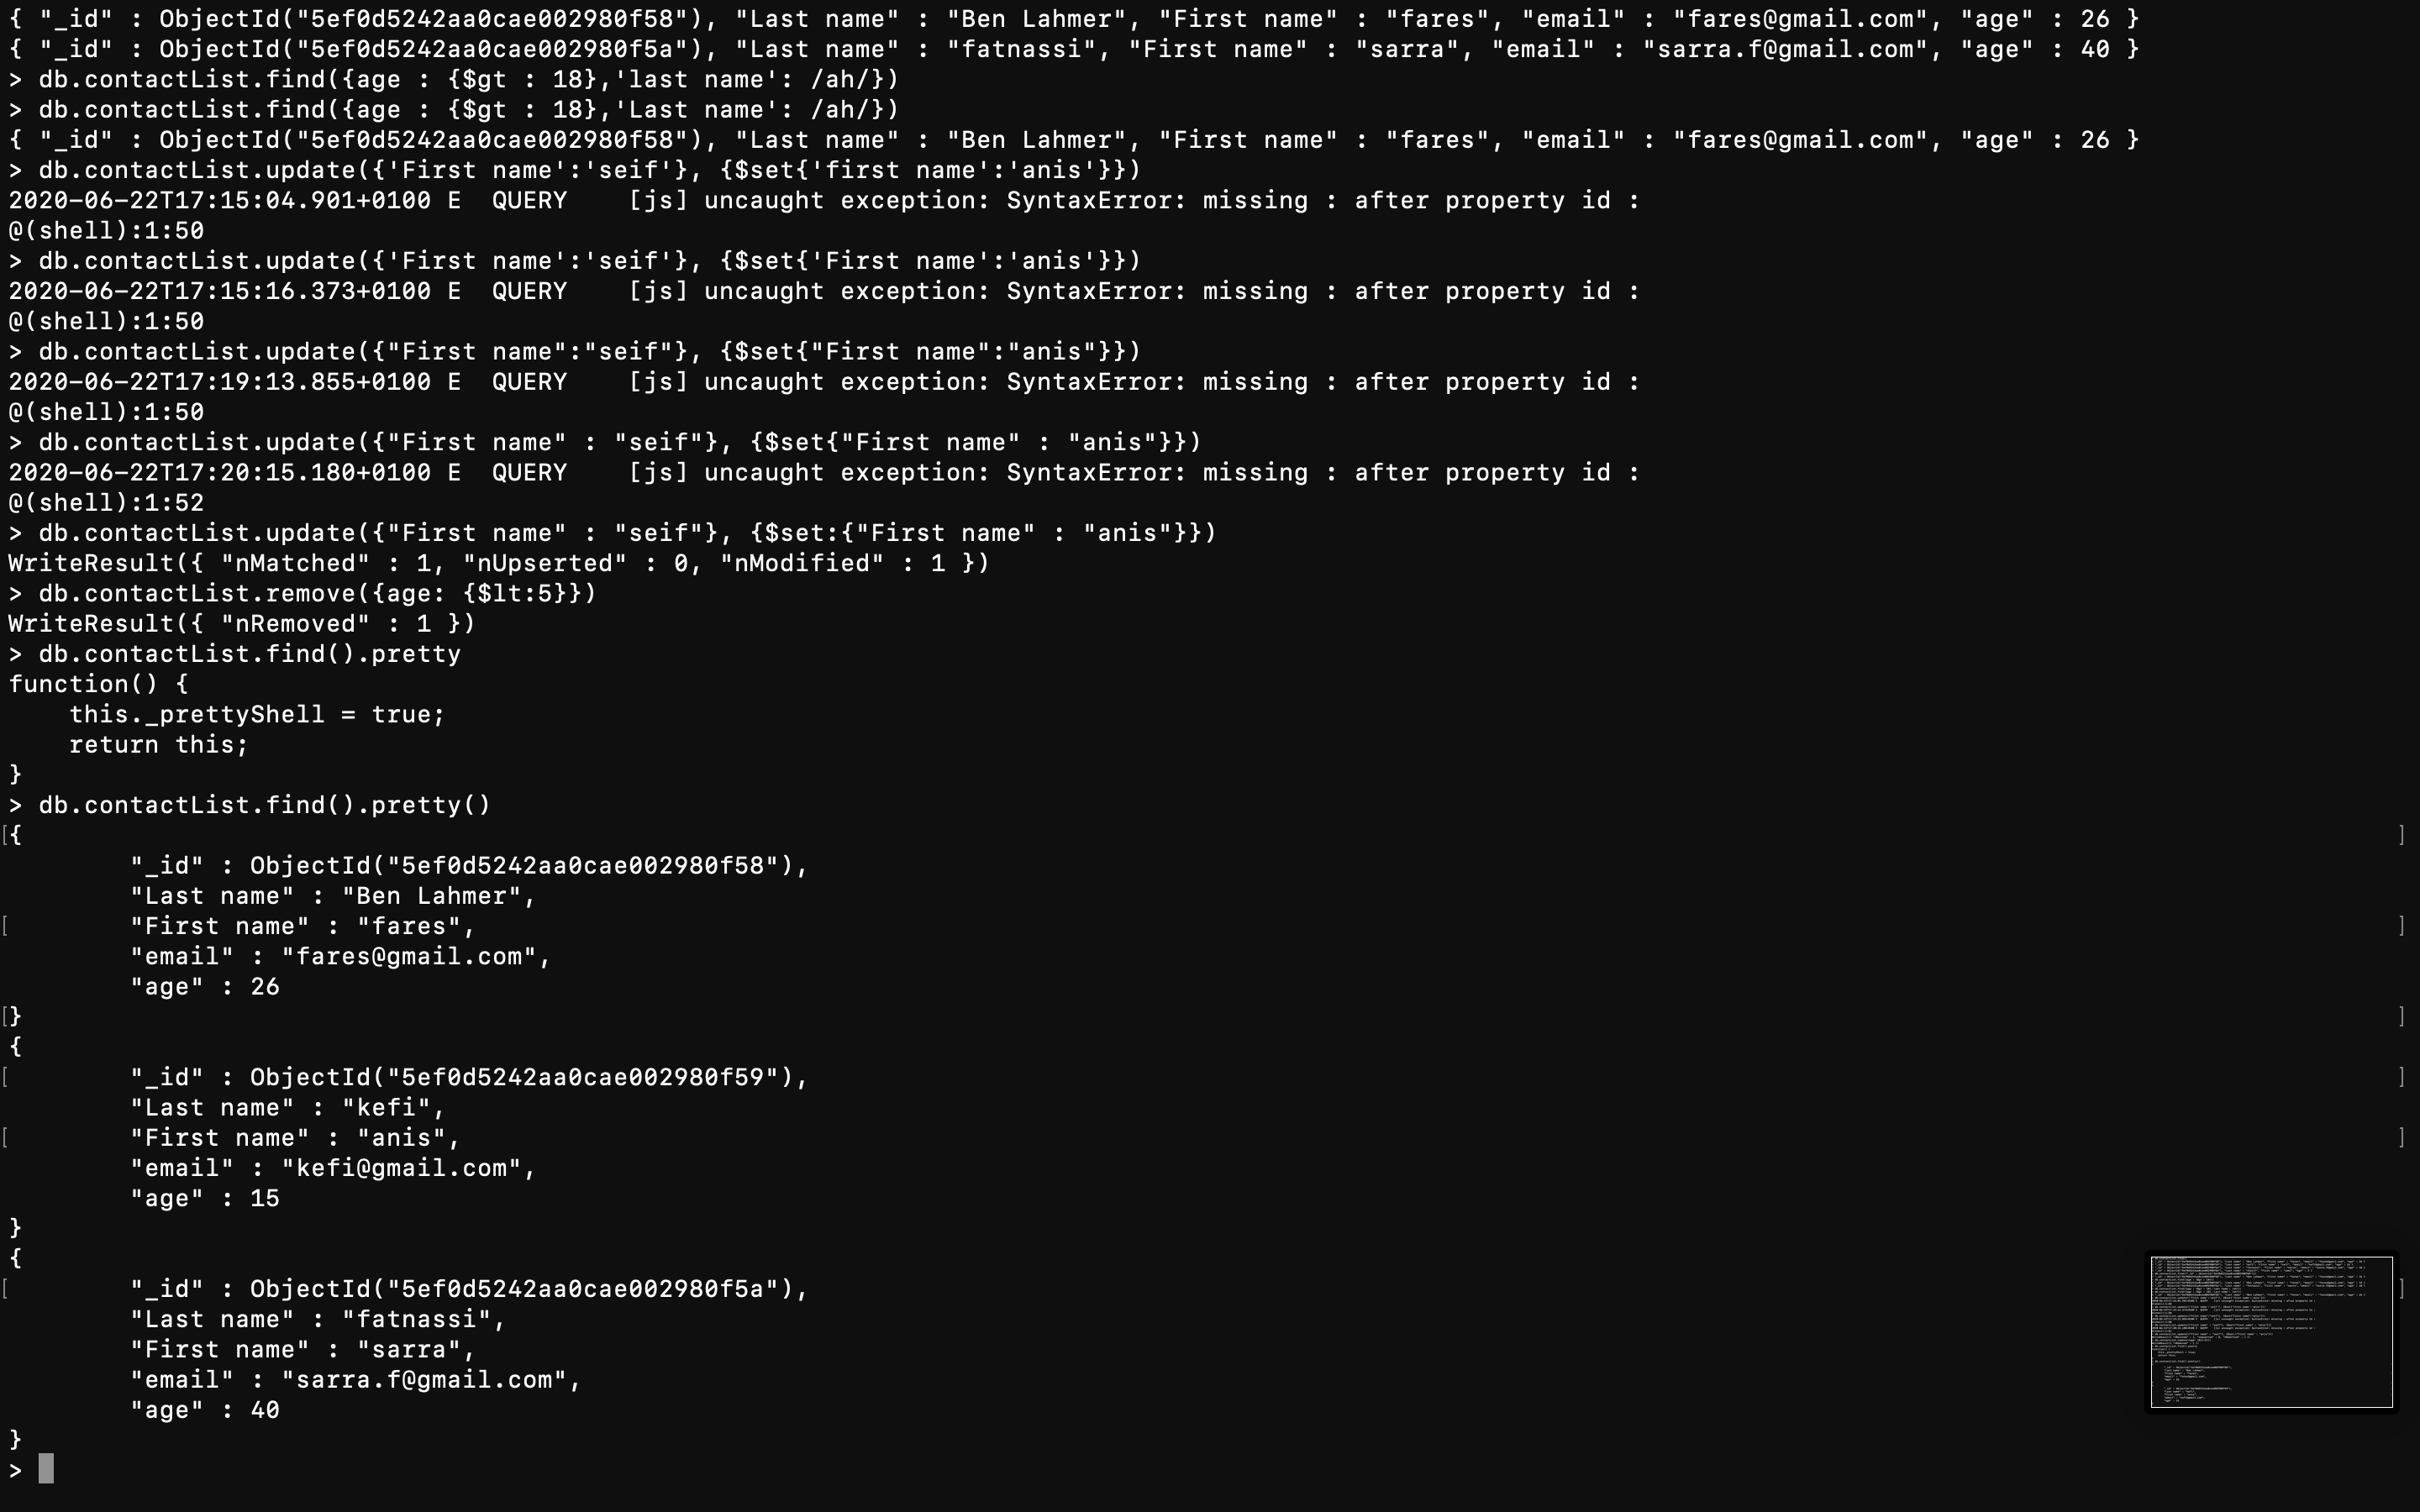 { "_id" : ObjectId("5ef0d5242aa0cae002980f58"), "Last name" : "Ben Lahmer", "First name" : "fares", "email" : "fares@gmail.com", "age" : 26 }
{ "_id" : ObjectId("5ef0d5242aa0cae002980f5a"), "Last name" : "fatnassi", "First name" : "sarra", "email" : "sarra.f@gmail.com", "age" : 40 }
> db.contactList.find({age : {$gt : 18},'last name': /ah/})
> db.contactList.find({age : {$gt : 18},'Last name': /ah/})
{ "_id" : ObjectId("5ef0d5242aa0cae002980f58"), "Last name" : "Ben Lahmer", "First name" : "fares", "email" : "fares@gmail.com", "age" : 26 }
> db.contactList.update({'First name':'seif'}, {$set{'first name':'anis'}})
2020-06-22T17:15:04.901+0100 E  QUERY    [js] uncaught exception: SyntaxError: missing : after property id :
@(shell):1:50
> db.contactList.update({'First name':'seif'}, {$set{'First name':'anis'}})
2020-06-22T17:15:16.373+0100 E  QUERY    [js] uncaught exception: SyntaxError: missing : after property id :
@(shell):1:50
> db.contactList.update({"First name":"seif"}, {$set{"First name":"anis"}})
2020-06-22T17:19:13.855+0100 E  QUERY    [js] uncaught exception: SyntaxError: missing : after property id :
@(shell):1:50
> db.contactList.update({"First name" : "seif"}, {$set{"First name" : "anis"}})
2020-06-22T17:20:15.180+0100 E  QUERY    [js] uncaught exception: SyntaxError: missing : after property id :
@(shell):1:52
> db.contactList.update({"First name" : "seif"}, {$set:{"First name" : "anis"}})
WriteResult({ "nMatched" : 1, "nUpserted" : 0, "nModified" : 1 })
> db.contactList.remove({age: {$lt:5}})
WriteResult({ "nRemoved" : 1 })
> db.contactList.find().pretty
function() {
    this._prettyShell = true;
    return this;
}
> db.contactList.find().pretty()
[{ ]
        "_id" : ObjectId("5ef0d5242aa0cae002980f58"),
        "Last name" : "Ben Lahmer",
[       "First name" : "fares", ]
        "email" : "fares@gmail.com",
        "age" : 26
[} ]
{
[       "_id" : ObjectId("5ef0d5242aa0cae002980f59"), ]
        "Last name" : "kefi",
[       "First name" : "anis", ]
        "email" : "kefi@gmail.com",
        "age" : 15
}
{
[       "_id" : ObjectId("5ef0d5242aa0cae002980f5a"), ]
        "Last name" : "fatnassi",
        "First name" : "sarra",
        "email" : "sarra.f@gmail.com",
        "age" : 40
}
>